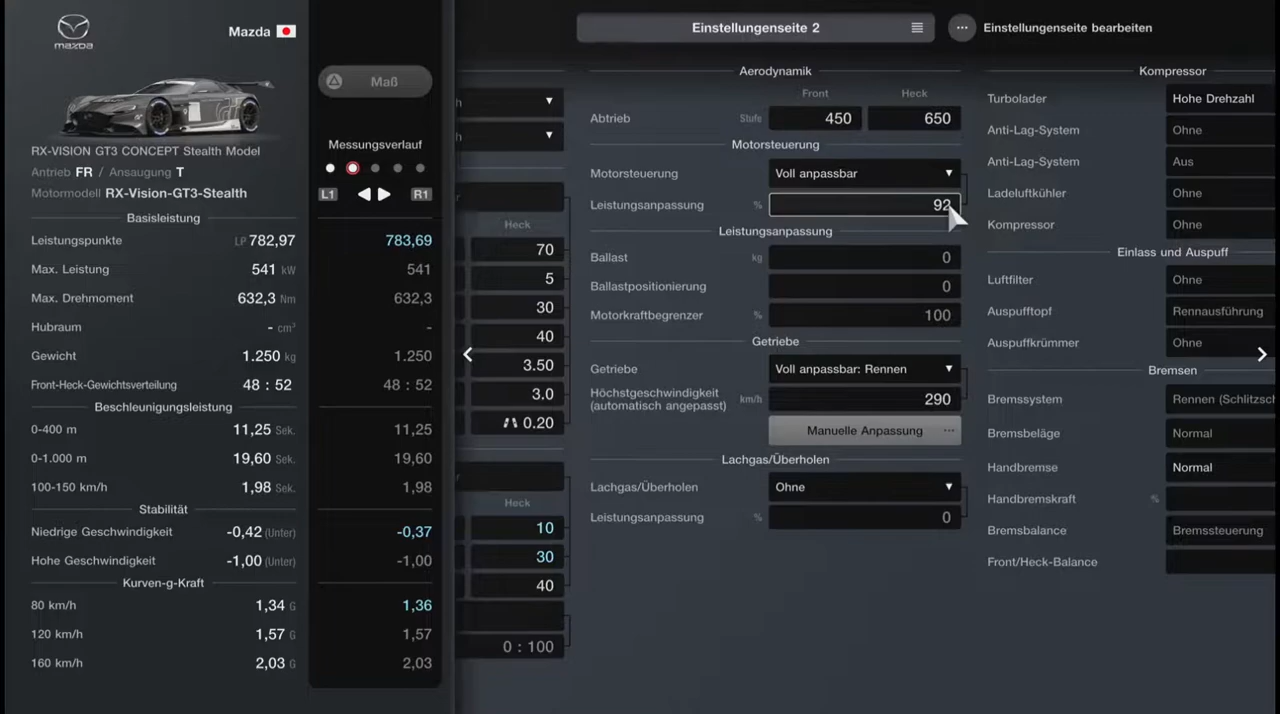 mazda
Mazda
RX-VISION GT3 CONCEPT Stealth Model
Antrieb FR / Ansaugung T
Motormodell RX-Vision-GT3-Stealth
Basisleistung
Leistungspunkte LP 782,97
Max. Leistung 541 kW
Max. Drehmoment 632,3 Nm
Hubraum - cm³
Gewicht 1.250 kg
Front-Heck-Gewichtsverteilung 48 : 52
Beschleunigungsleistung
0-400 m 11,25 Sek.
0-1.000 m 19,60 Sek.
100-150 km/h 1,98 Sek.
Stabilität
Niedrige Geschwindigkeit -0,42 (Unter)
Hohe Geschwindigkeit -1,00 (Unter)
Kurven-g-Kraft
80 km/h 1,34 G
120 km/h 1,57 G
160 km/h 2,03 G
Maß
Messungsverlauf
L1 R1
783,69
541
632,3
-
1.250
48 : 52
11,25
19,60
1,98
-0,37
-1,00
1,36
1,57
2,03
h
h
Heck
70
5
30
40
3.50
3.0
0.20
Heck
10
30
40
0 : 100
Einstellungenseite 2
Einstellungenseite bearbeiten
Aerodynamik
Front Heck
Abtrieb Stufe 450 650
Motorsteuerung
Motorsteuerung Voll anpassbar
Leistungsanpassung % 92
Leistungsanpassung
Ballast kg 0
Ballastpositionierung 0
Motorkraftbegrenzer % 100
Getriebe
Getriebe Voll anpassbar: Rennen
Höchstgeschwindigkeit
(automatisch angepasst) km/h 290
Manuelle Anpassung
Lachgas/Überholen
Lachgas/Überholen Ohne
Leistungsanpassung % 0
Kompressor
Turbolader Hohe Drehzahl
Anti-Lag-System Ohne
Anti-Lag-System Aus
Ladeluftkühler Ohne
Kompressor Ohne
Einlass und Auspuff
Luftfilter Ohne
Auspufftopf Rennausführung
Auspuffkrümmer Ohne
Bremsen
Bremssystem Rennen (Schlitzsch
Bremsbeläge Normal
Handbremse Normal
Handbremskraft %
Bremsbalance Bremssteuerung
Front/Heck-Balance